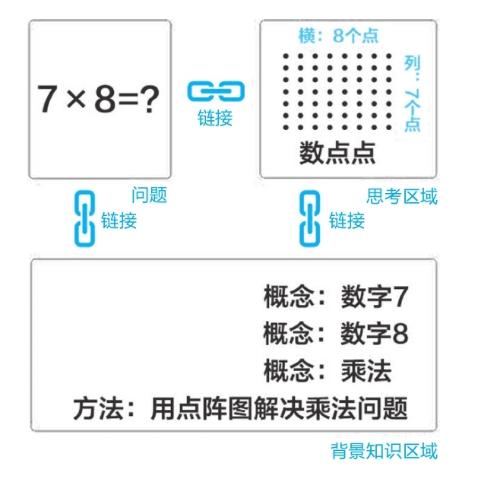 横：8个点
列：7个点
7×8=?
链接
数点点
问题
思考区域
链接
链接
概念：数字7
概念：数字8
概念：乘法
方法：用点阵图解决乘法问题
背景知识区域